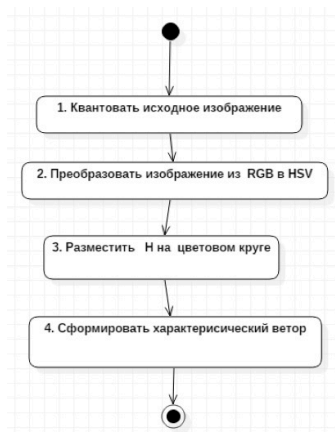 1. Квантовать исходное изображение
2. Преобразовать изображение из RGB в HSV
3. Разместить H на цветовом круге
4. Сформировать характерисический ветор